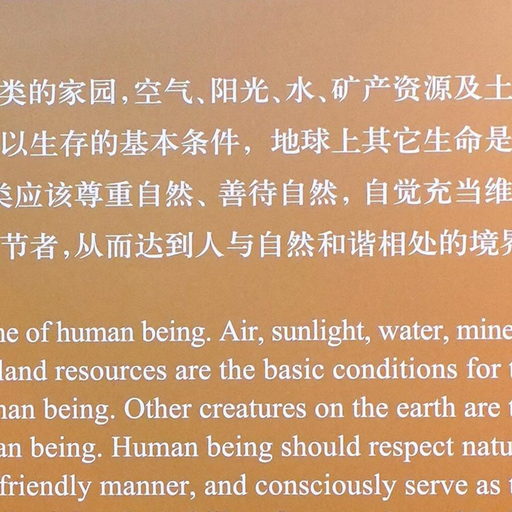 类的家园，空气、阳光、水、矿产资源及土
以生存的基本条件，地球上其它生命是
类应该尊重自然、善待自然，自觉充当维
节者，从而达到人与自然和谐相处的境界
ne of human being. Air, sunlight, water, mine
land resources are the basic conditions for t
nan being. Other creatures on the earth are t
an being. Human being should respect natu
friendly manner, and consciously serve as t